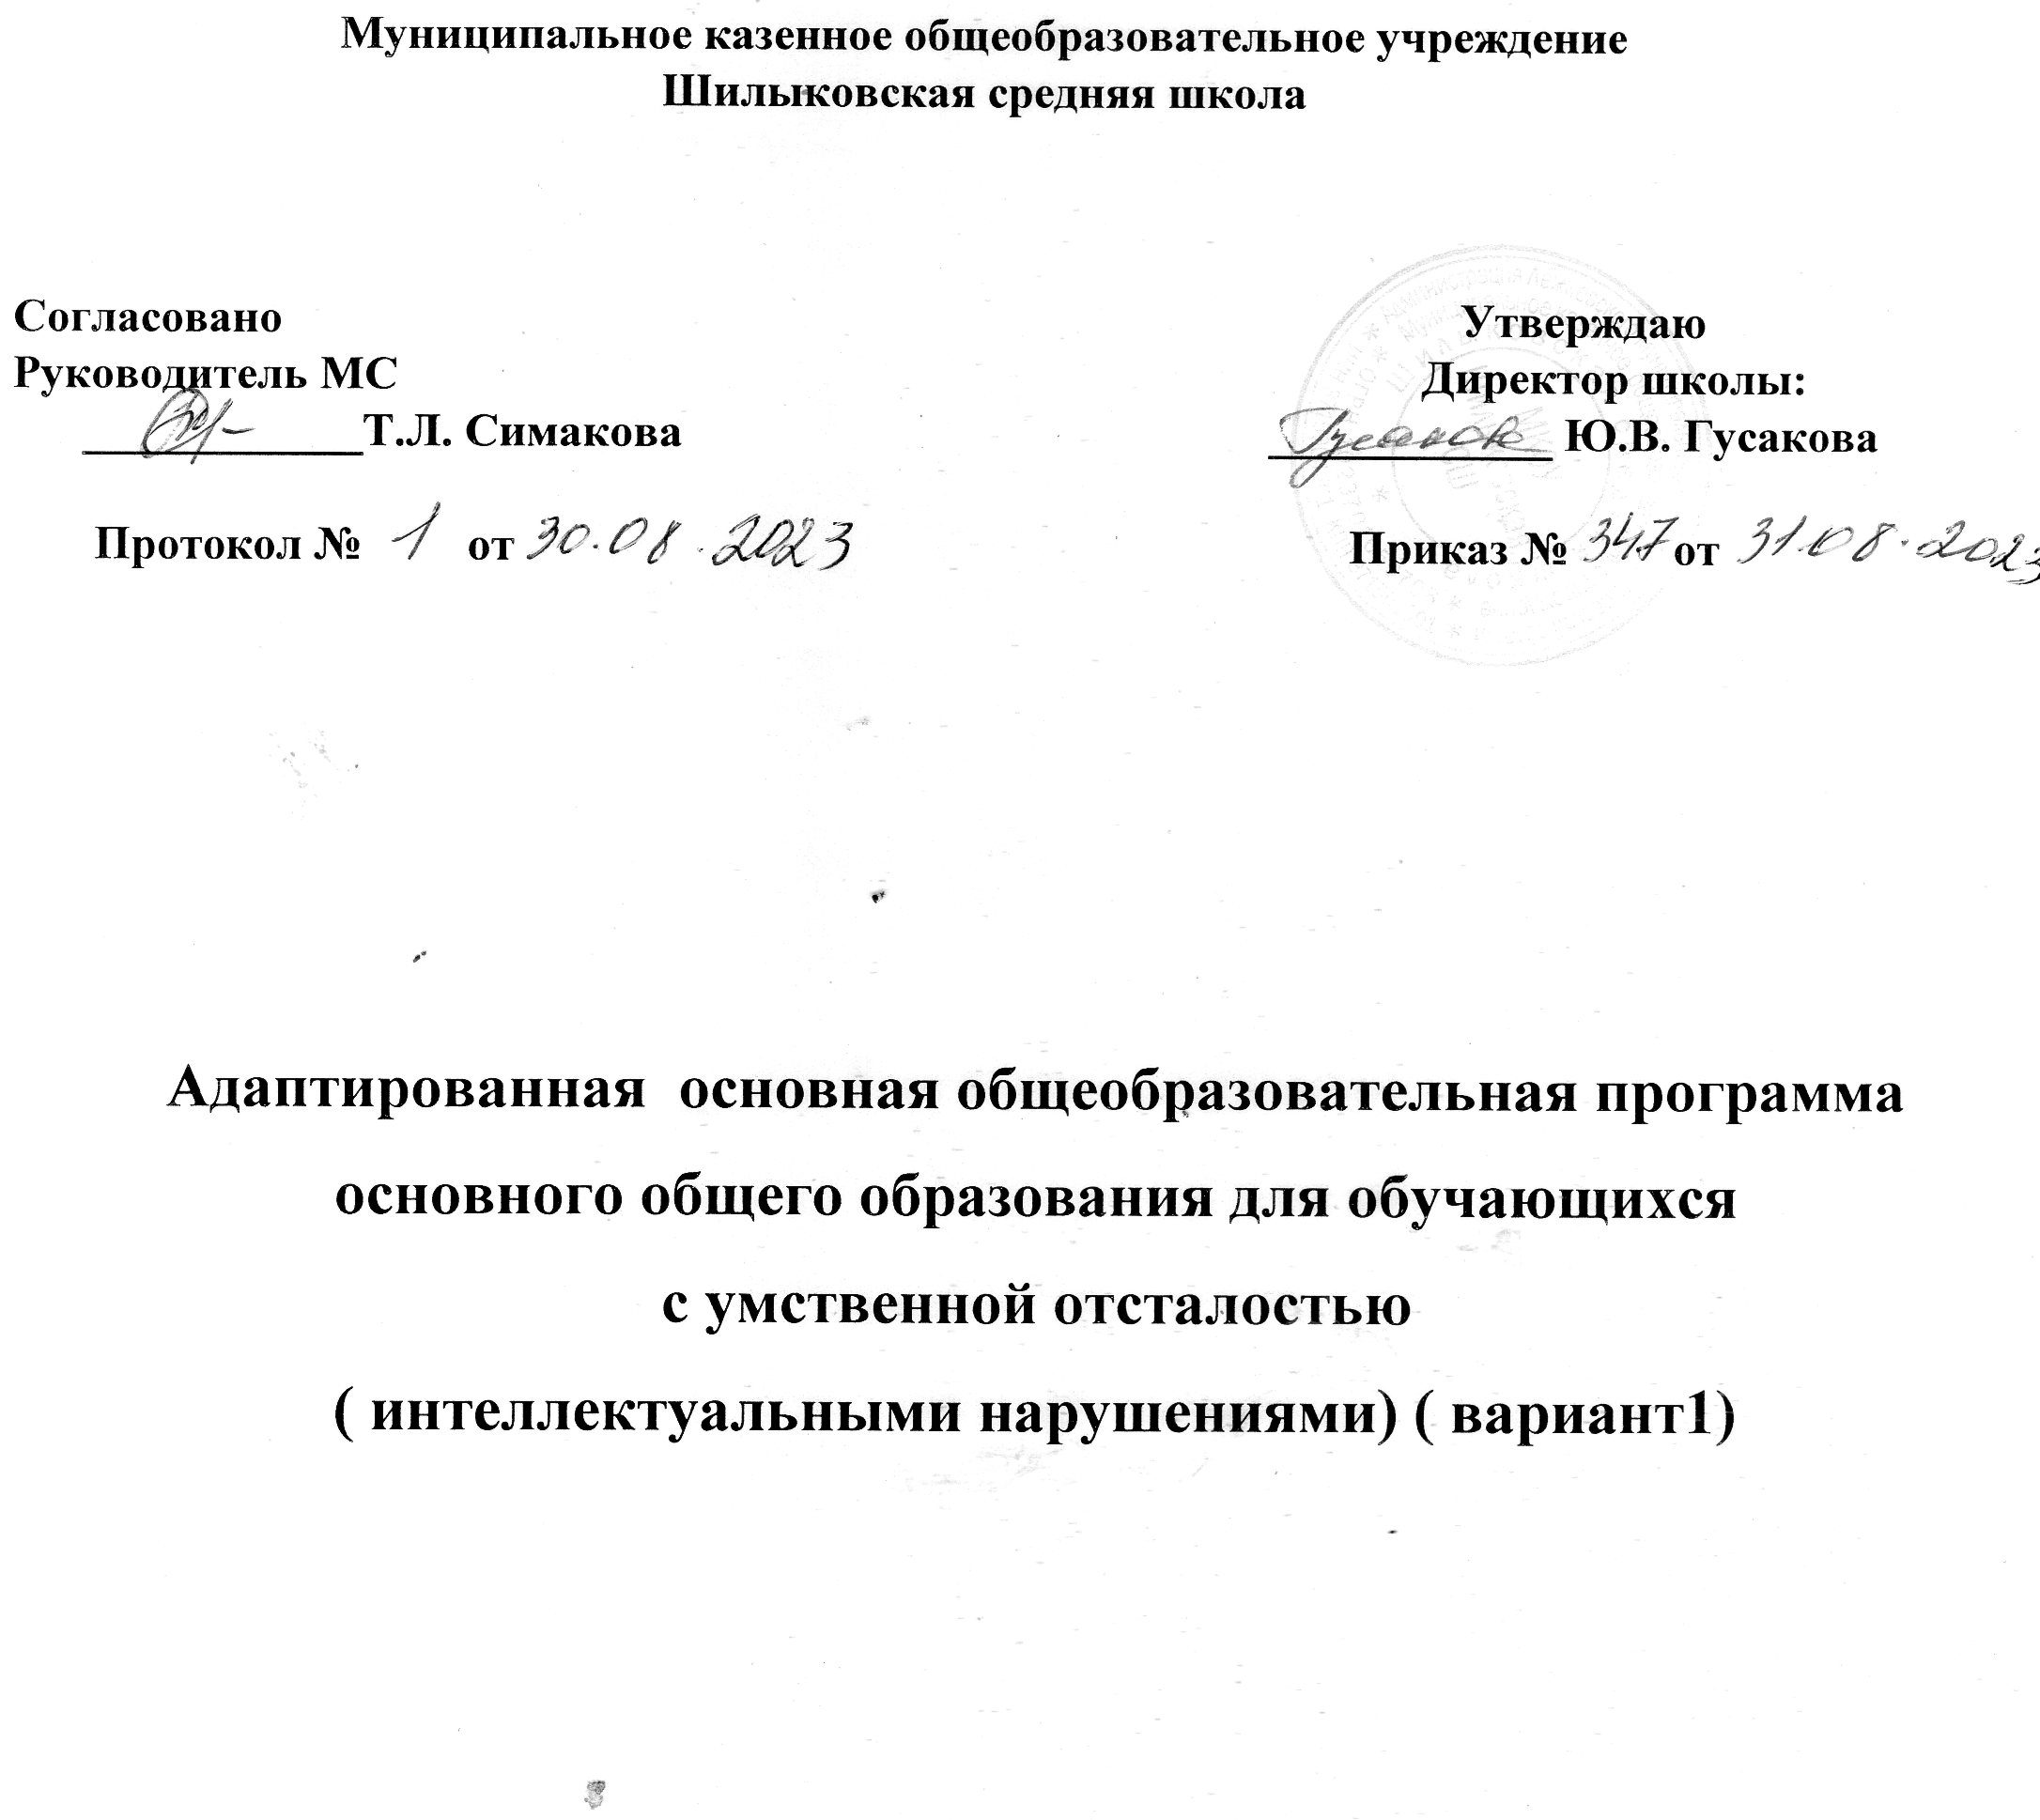 Муниципальное казенное общеобразовательное учреждение
Шилыковская средняя школа
Согласовано
Руководитель МС
Т.Л. Симакова
Протокол № 1 от 30.08.2023
Утверждаю
Директор школы:
Гусакова Ю.В. Гусакова
Приказ № 347 от 31.08.2023
Адаптированная основная общеобразовательная программа
основного общего образования для обучающихся
с умственной отсталостью
( интеллектуальными нарушениями) ( вариант1)